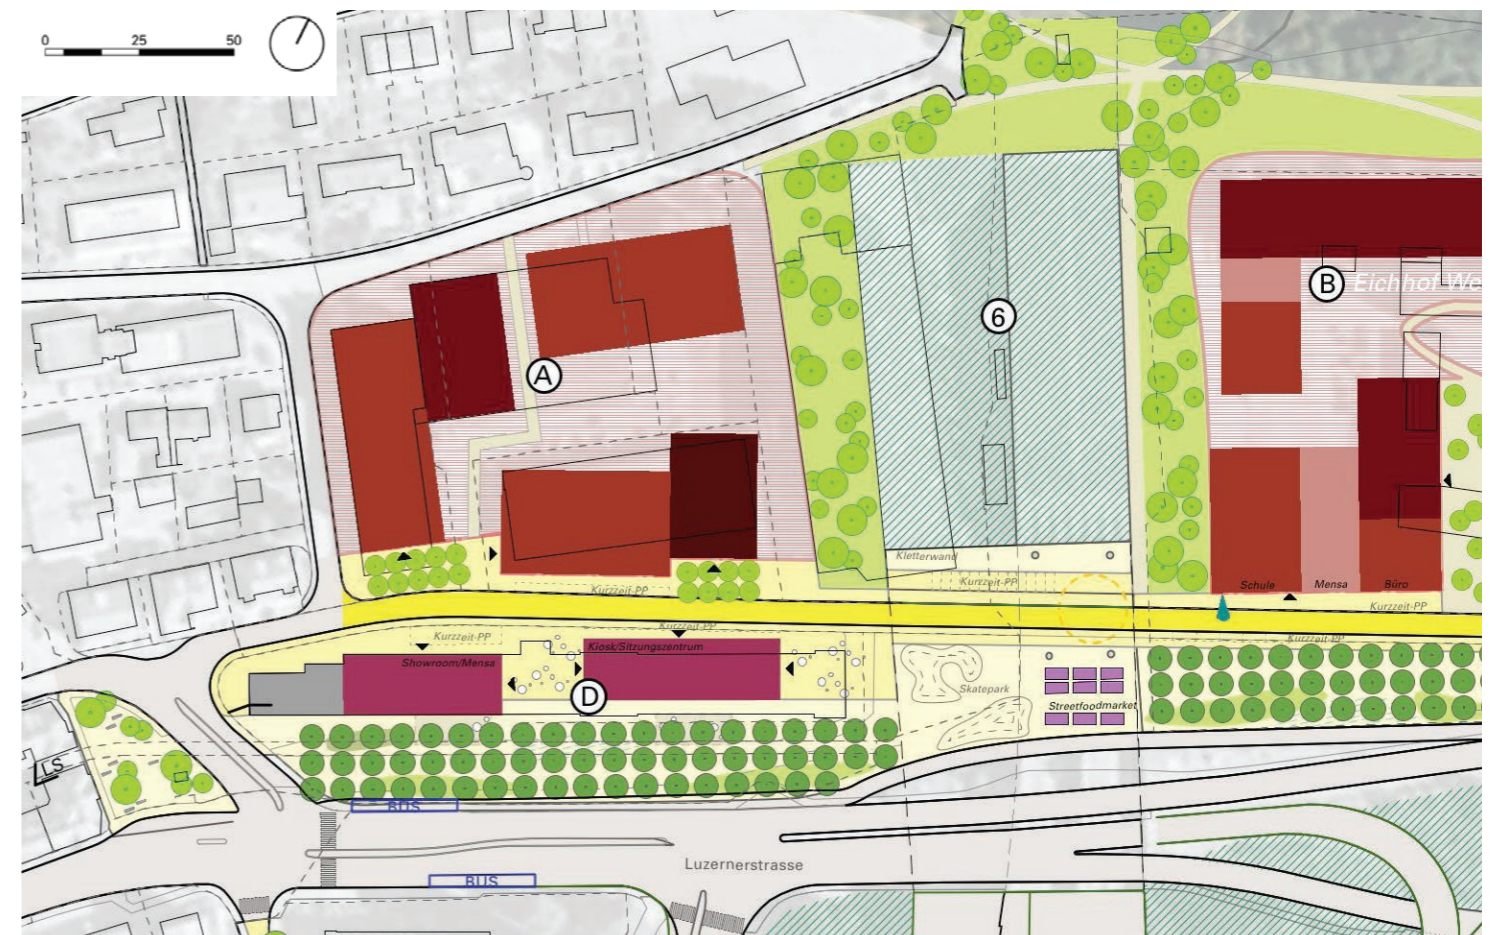 0 25 50
6
B
Eichhof We
A
Kletterwand
Kurzzeit-PP
Schule Mensa Büro
Kurzzeit-PP
Kurzzeit-PP
Kurzzeit-PP
Kurzzeit-PP
Kurzzeit-PP
Kiosk/Sitzungszentrum
Showroom/Mensa
D
Skatepark
Streetfoodmarket
LS
BUS
Luzernerstrasse
BUS